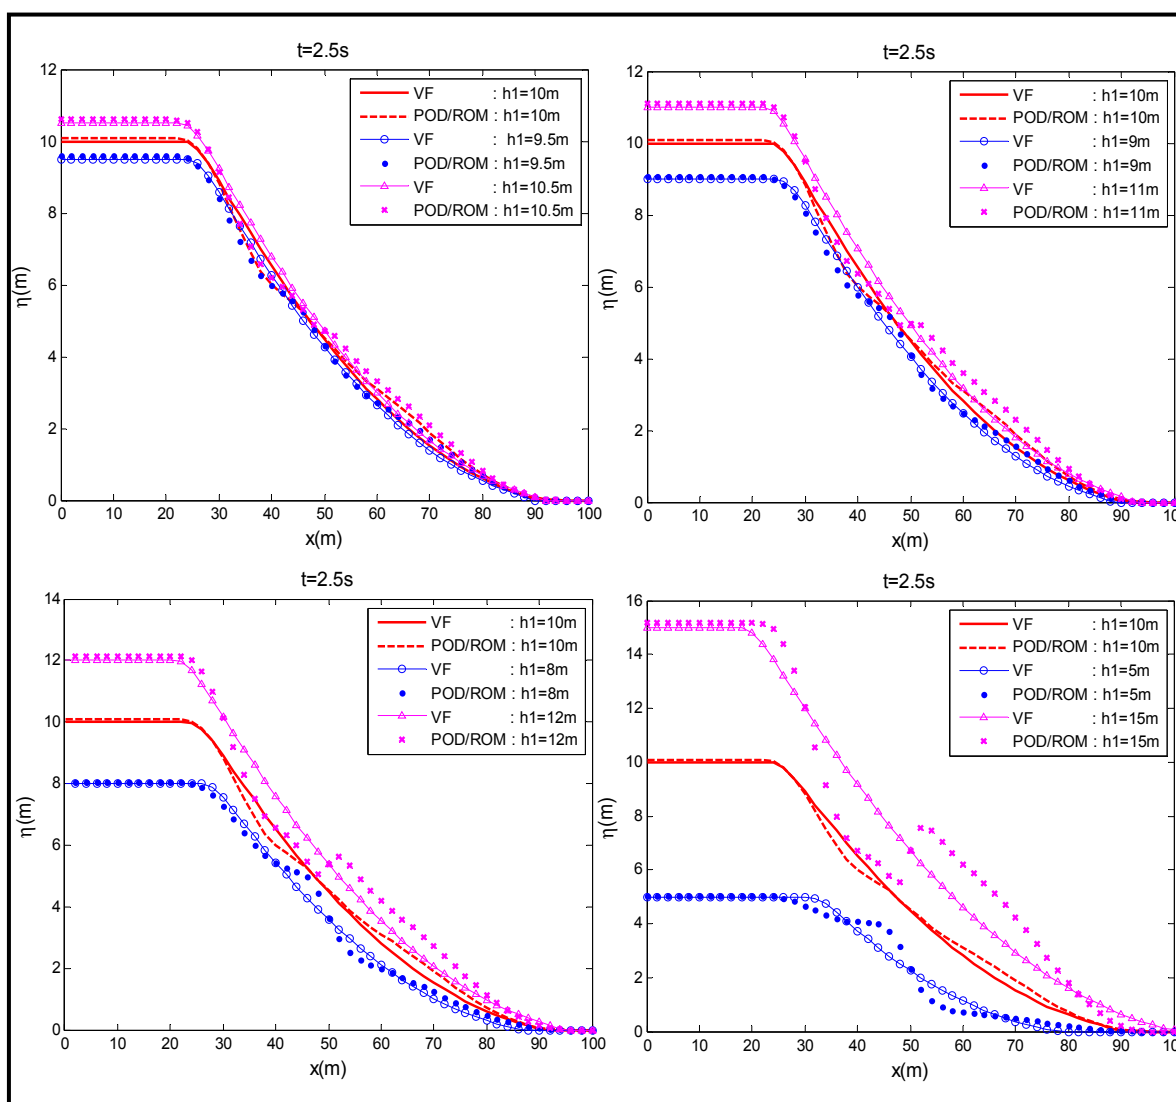 t=2.5s
12
10
8
6
4
2
0
η(m)
VF : h1=10m
POD/ROM : h1=10m
VF : h1=9.5m
POD/ROM : h1=9.5m
VF : h1=10.5m
POD/ROM : h1=10.5m
0 10 20 30 40 50 60 70 80 90 100
x(m)
t=2.5s
12
10
8
6
4
2
0
η(m)
VF : h1=10m
POD/ROM : h1=10m
VF : h1=9m
POD/ROM : h1=9m
VF : h1=11m
POD/ROM : h1=11m
0 10 20 30 40 50 60 70 80 90 100
x(m)
t=2.5s
14
12
10
8
6
4
2
0
η(m)
VF : h1=10m
POD/ROM : h1=10m
VF : h1=8m
POD/ROM : h1=8m
VF : h1=12m
POD/ROM : h1=12m
0 10 20 30 40 50 60 70 80 90 100
x(m)
t=2.5s
16
14
12
10
8
6
4
2
0
η(m)
VF : h1=10m
POD/ROM : h1=10m
VF : h1=5m
POD/ROM : h1=5m
VF : h1=15m
POD/ROM : h1=15m
0 10 20 30 40 50 60 70 80 90 100
x(m)